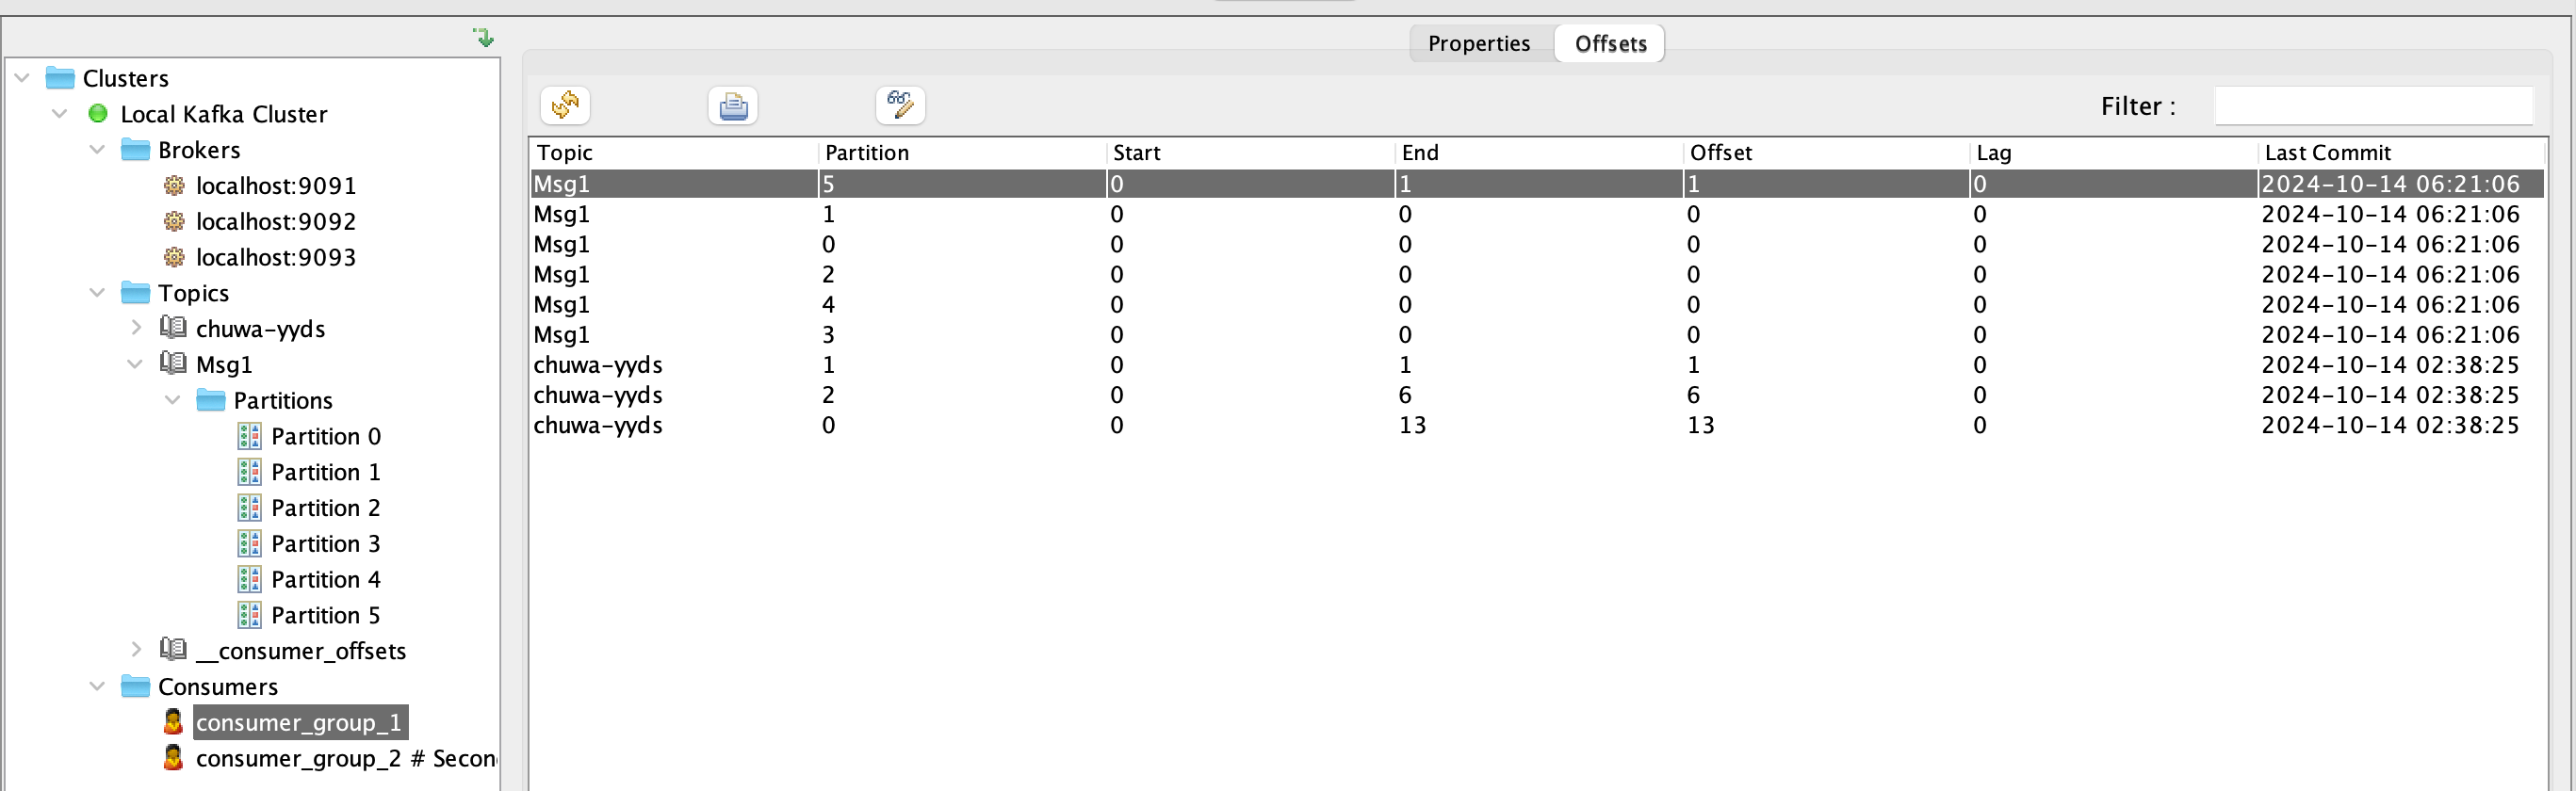 Clusters
Local Kafka Cluster
Brokers
localhost:9091
localhost:9092
localhost:9093
Topics
chuwa-yyds
Msg1
Partitions
Partition 0
Partition 1
Partition 2
Partition 3
Partition 4
Partition 5
__consumer_offsets
Consumers
consumer_group_1
consumer_group_2 # Secon
Properties Offsets
Filter :
Topic Partition Start End Offset Lag Last Commit
Msg1 5 0 1 1 0 2024-10-14 06:21:06
Msg1 1 0 0 0 0 2024-10-14 06:21:06
Msg1 0 0 0 0 0 2024-10-14 06:21:06
Msg1 2 0 0 0 0 2024-10-14 06:21:06
Msg1 4 0 0 0 0 2024-10-14 06:21:06
Msg1 3 0 0 0 0 2024-10-14 06:21:06
chuwa-yyds 1 0 1 1 0 2024-10-14 02:38:25
chuwa-yyds 2 0 6 6 0 2024-10-14 02:38:25
chuwa-yyds 0 0 13 13 0 2024-10-14 02:38:25